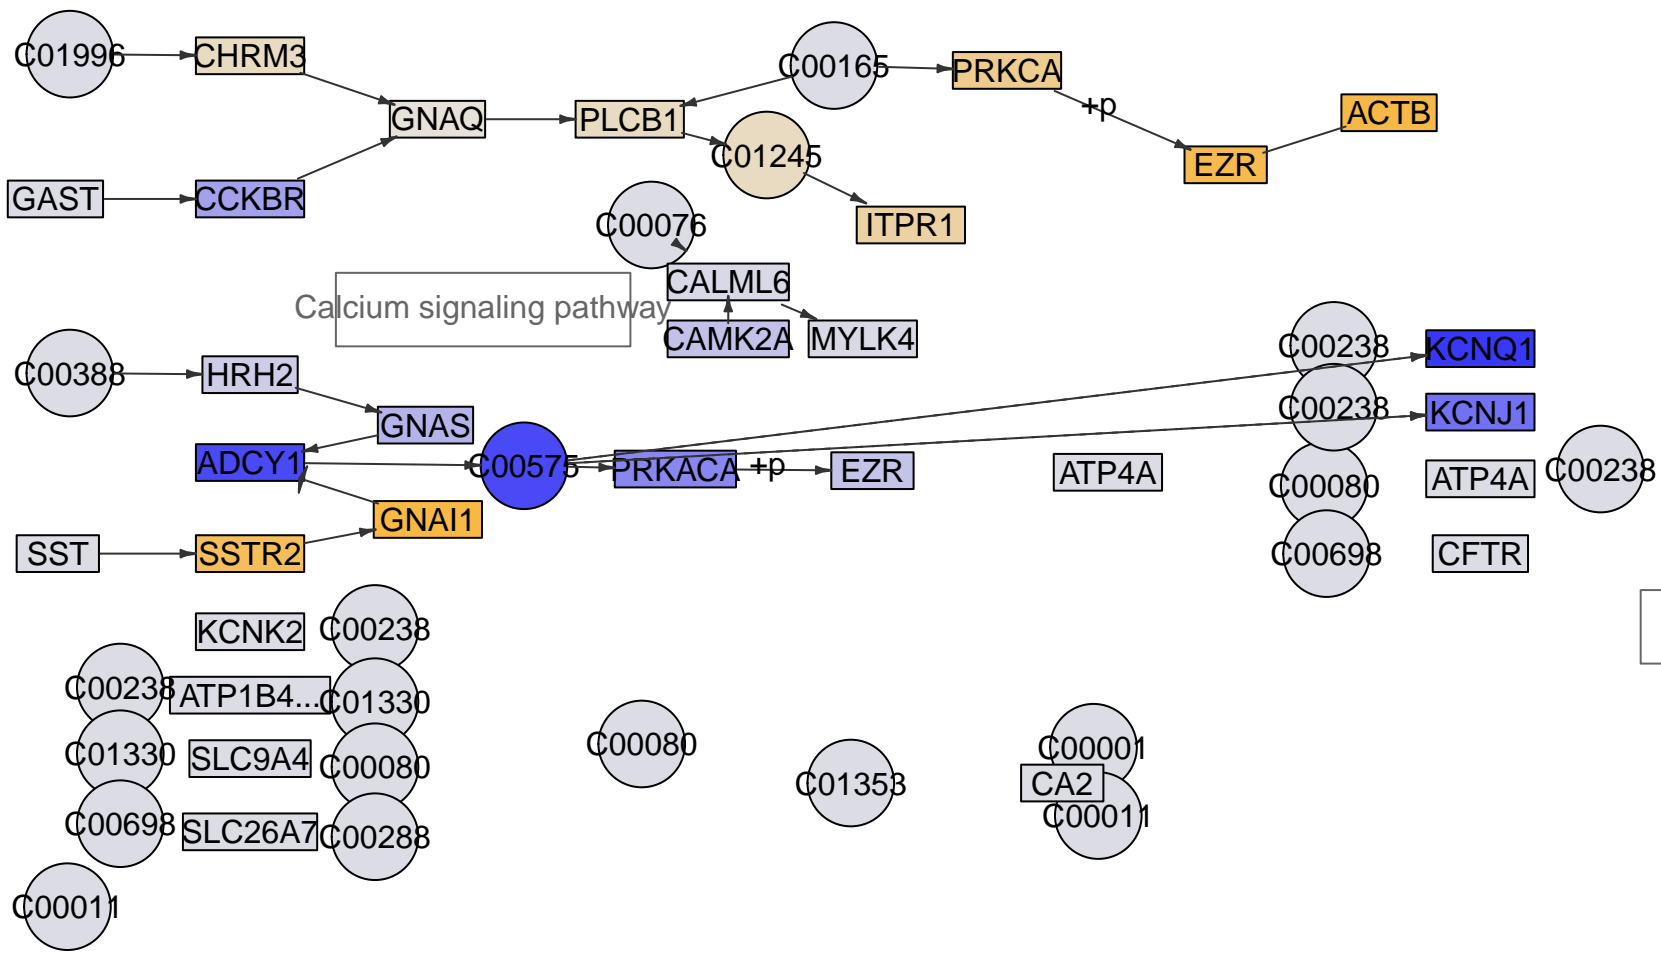 C01996
CHRM3
C00165
PRKCA
+p
ACTB
GNAQ
PLCB1
C01245
EZR
GAST
CCKBR
C00076
ITPR1
CALML6
Calcium signaling pathway
CAMK2A
MYLK4
C00238
KCNQ1
C00388
HRH2
C00238
KCNJ1
GNAS
ADCY1
C00575
PRKACA
+p
EZR
ATP4A
C00080
ATP4A
C00238
GNAI1
SST
SSTR2
C00698
CFTR
KCNK2
C00238
C00238
ATP1B4...
C01330
C01330
SLC9A4
C00080
C00080
C01353
C00001
CA2
C00011
C00698
SLC26A7
C00288
C00011